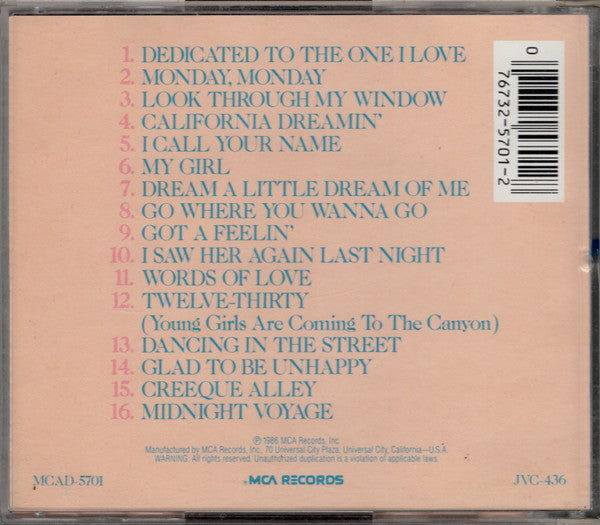 1. DEDICATED TO THE ONE I LOVE
2. MONDAY, MONDAY
3. LOOK THROUGH MY WINDOW
4. CALIFORNIA DREAMIN'
5. I CALL YOUR NAME
6. MY GIRL
7. DREAM A LITTLE DREAM OF ME
8. GO WHERE YOU WANNA GO
9. GOT A FEELIN'
10. I SAW HER AGAIN LAST NIGHT
11. WORDS OF LOVE
12. TWELVE-THIRTY
(Young Girls Are Coming To The Canyon)
13. DANCING IN THE STREET
14. GLAD TO BE UNHAPPY
15. CREEQUE ALLEY
16. MIDNIGHT VOYAGE
0 76732-5701-2
℗ 1986 MCA Records, Inc.
Manufactured by MCA Records, Inc., 70 Universal City Plaza, Universal City, California—U.S.A.
WARNING: All rights reserved. Unauthorized duplication is a violation of applicable laws.
MCAD-5701
MCA RECORDS
JVC-436